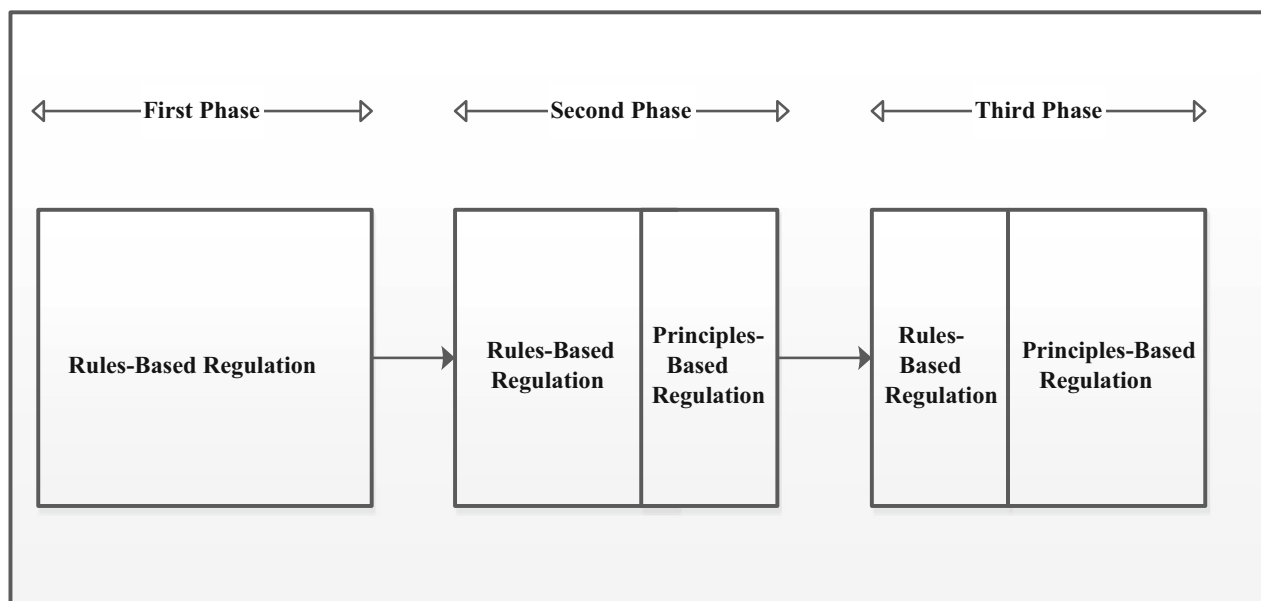 First Phase
Second Phase
Third Phase
Rules-Based Regulation
Rules-Based
Regulation
Principles-
Based
Regulation
Rules-
Based
Regulation
Principles-Based
Regulation